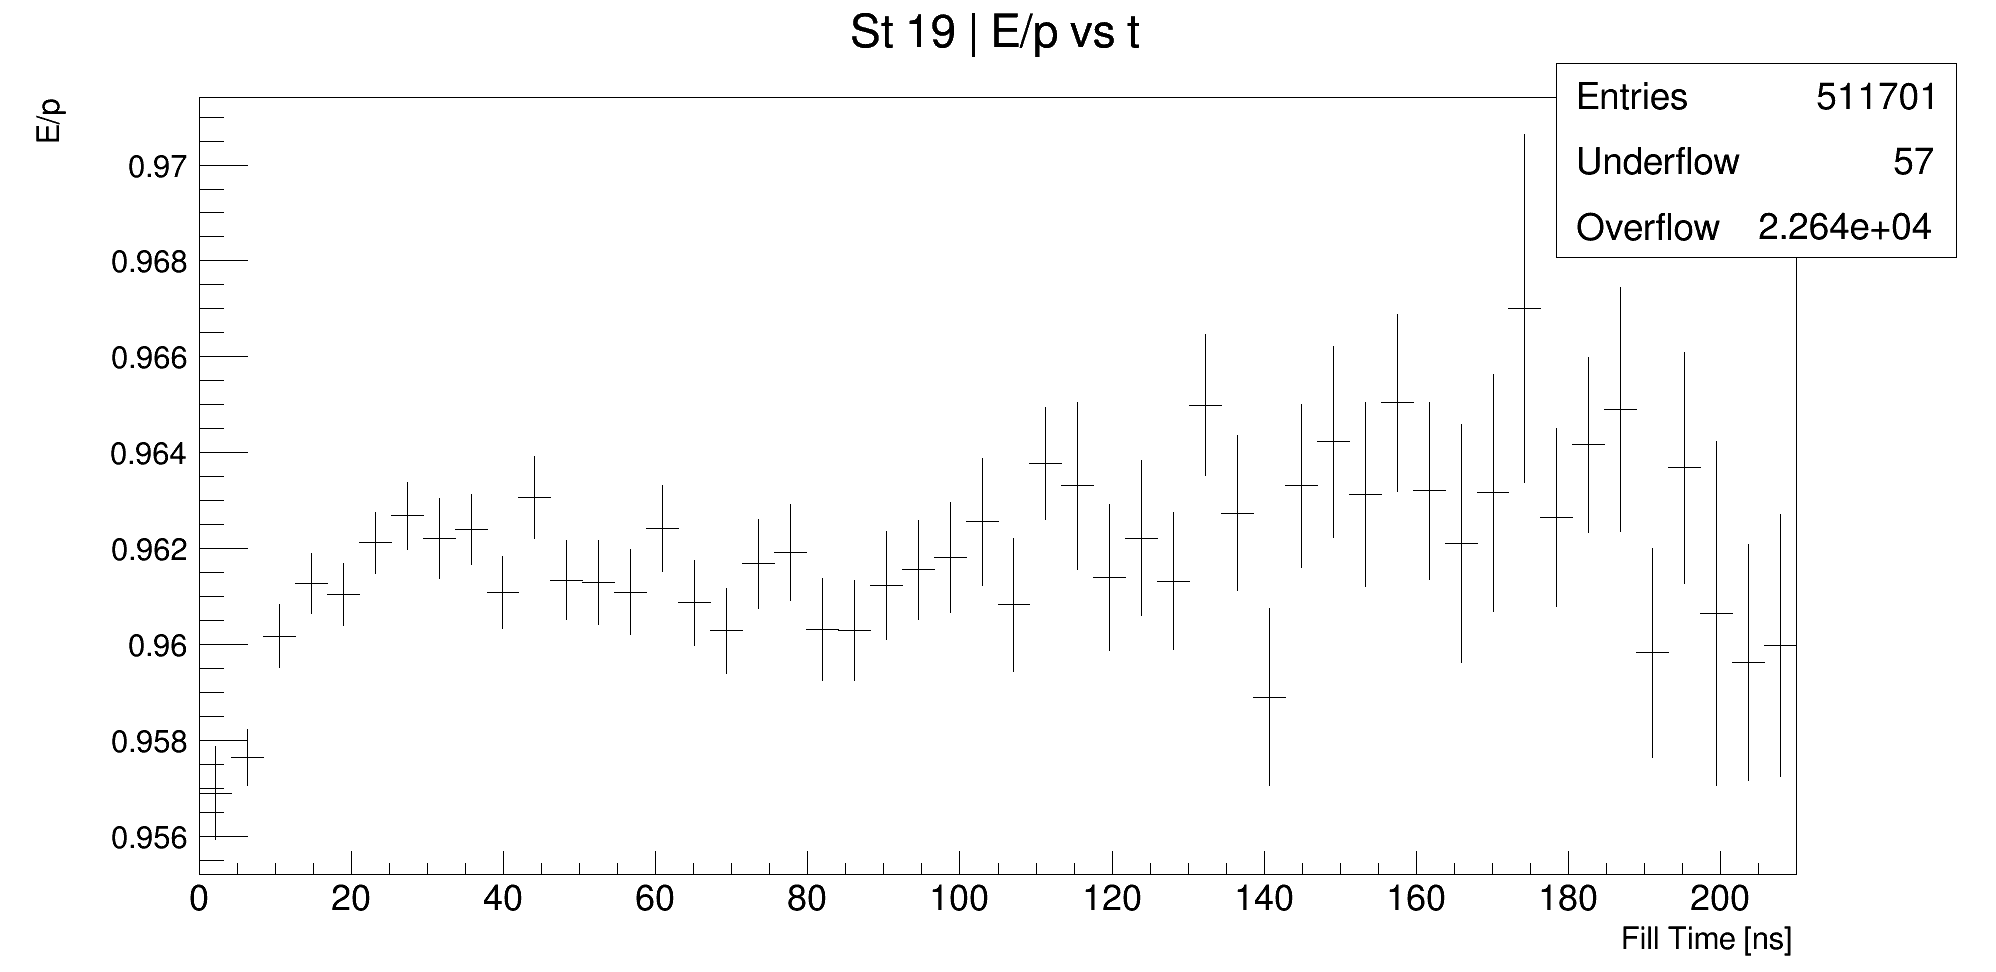 St 19 | E/p vs t
Entries 511701
Underflow 57
Overflow 2.264e+04
E/p
0.97
0.968
0.966
0.964
0.962
0.96
0.958
0.956
0 20 40 60 80 100 120 140 160 180 200
Fill Time [ns]